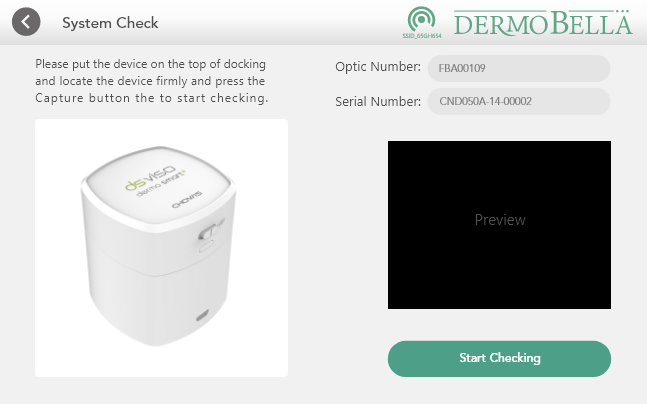 System Check
SSID_65GH654
DERMOBELLA
Please put the device on the top of docking
and locate the device firmly and press the
Capture button the to start checking.
Optic Number: FBA00109
Serial Number: CND050A-14-00002
dsviso
dermo smart
CHOWIS
Preview
Start Checking